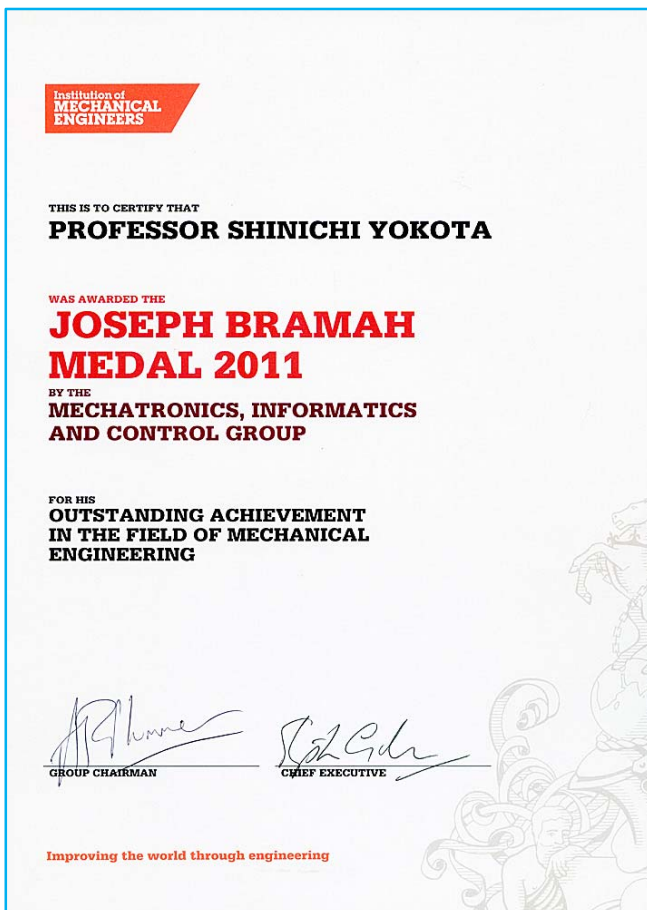 Institution of
MECHANICAL
ENGINEERS
THIS IS TO CERTIFY THAT
PROFESSOR SHINICHI YOKOTA
WAS AWARDED THE
JOSEPH BRAMAH
MEDAL 2011
BY THE
MECHATRONICS, INFORMATICS
AND CONTROL GROUP
FOR HIS
OUTSTANDING ACHIEVEMENT
IN THE FIELD OF MECHANICAL
ENGINEERING
GROUP CHAIRMAN
CHIEF EXECUTIVE
Improving the world through engineering